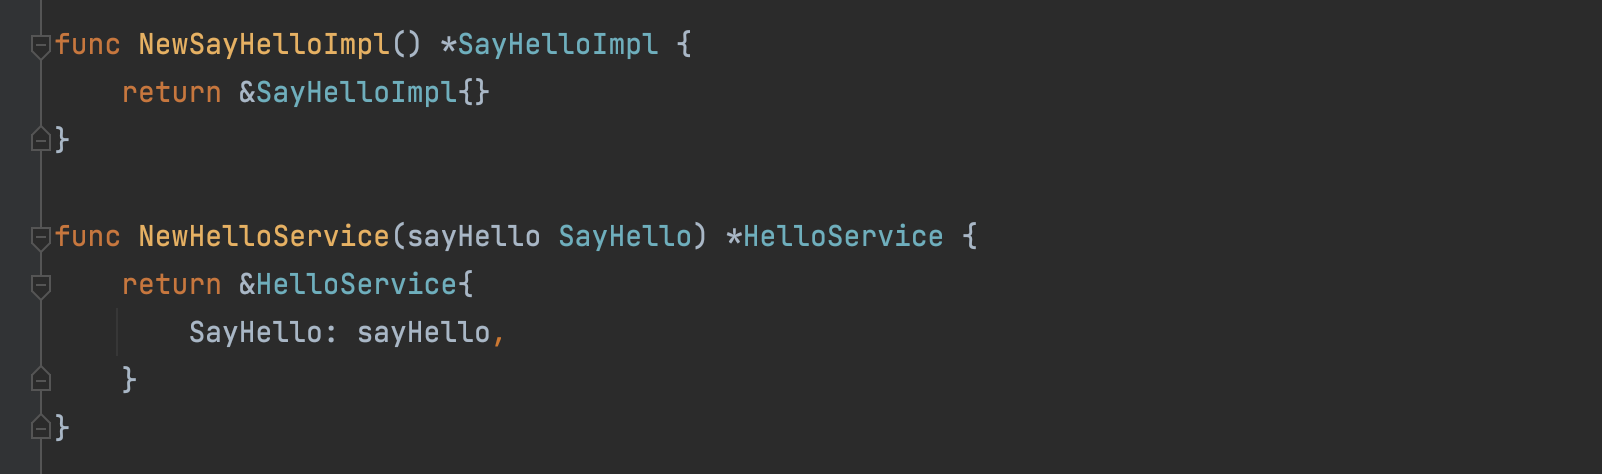 func NewSayHelloImpl() *SayHelloImpl {
    return &SayHelloImpl{}
}

func NewHelloService(sayHello SayHello) *HelloService {
    return &HelloService{
        SayHello: sayHello,
    }
}